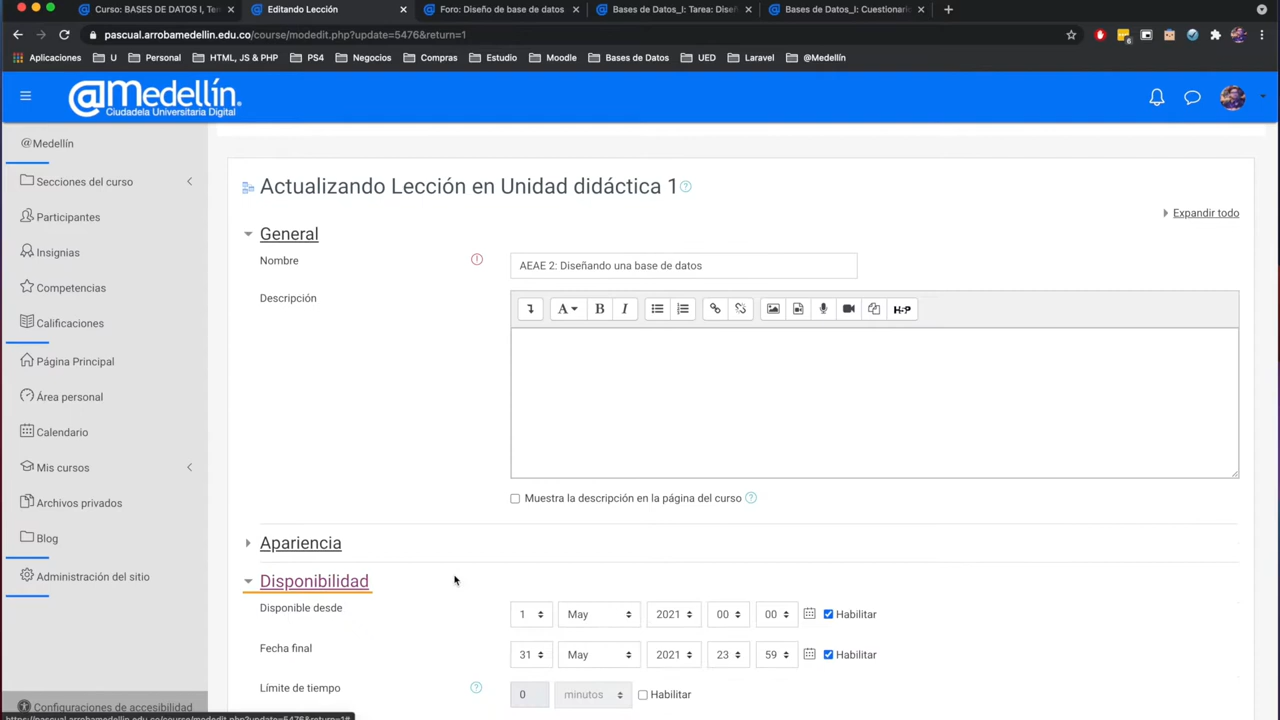 Curso: BASES DE DATOS I, Tem
Editando Lección
Foro: Diseño de base de datos
Bases de Datos_I: Tarea: Diseñ
Bases de Datos_I: Cuestionario
pascual.arrobamedellin.edu.co/course/modedit.php?update=5476&return=1
Aplicaciones
U
Personal
HTML, JS & PHP
PS4
Negocios
Compras
Estudio
Moodle
Bases de Datos
UED
Laravel
@Medellín
@Medellín®
Ciudadela Universitaria Digital
@Medellín
Secciones del curso
Participantes
Insignias
Competencias
Calificaciones
Página Principal
Área personal
Calendario
Mis cursos
Archivos privados
Blog
Administración del sitio
Configuraciones de accesibilidad
Actualizando Lección en Unidad didáctica 1
Expandir todo
General
Nombre
AEAE 2: Diseñando una base de datos
Descripción
A B I
H-P
Muestra la descripción en la página del curso
Apariencia
Disponibilidad
Disponible desde
1 May 2021 00 00 Habilitar
Fecha final
31 May 2021 23 59 Habilitar
Límite de tiempo
0 minutos Habilitar